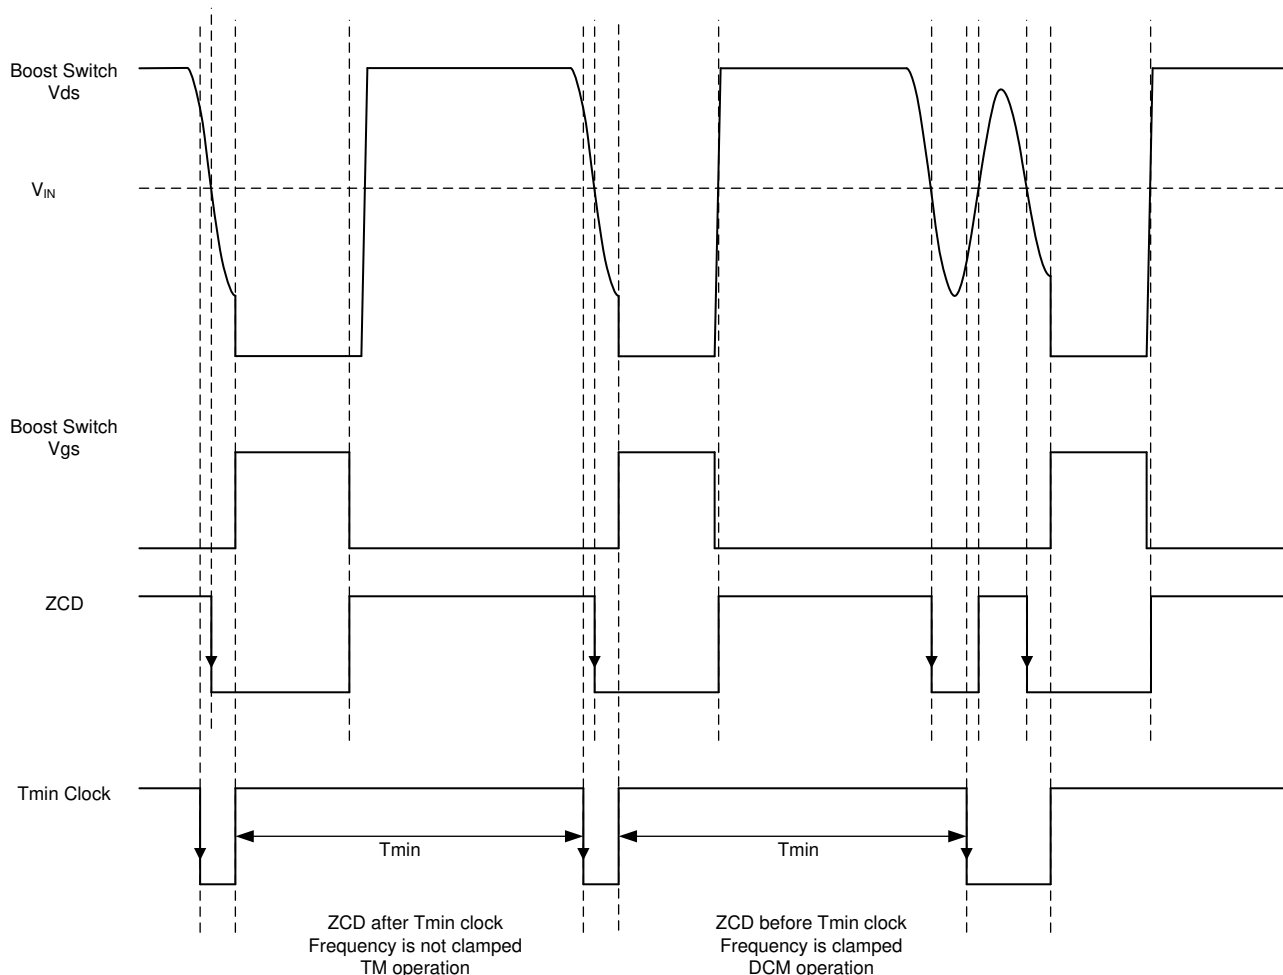 Boost Switch
Vds
VIN
Boost Switch
Vgs
ZCD
Tmin Clock
Tmin
Tmin
ZCD after Tmin clock
Frequency is not clamped
TM operation
ZCD before Tmin clock
Frequency is clamped
DCM operation